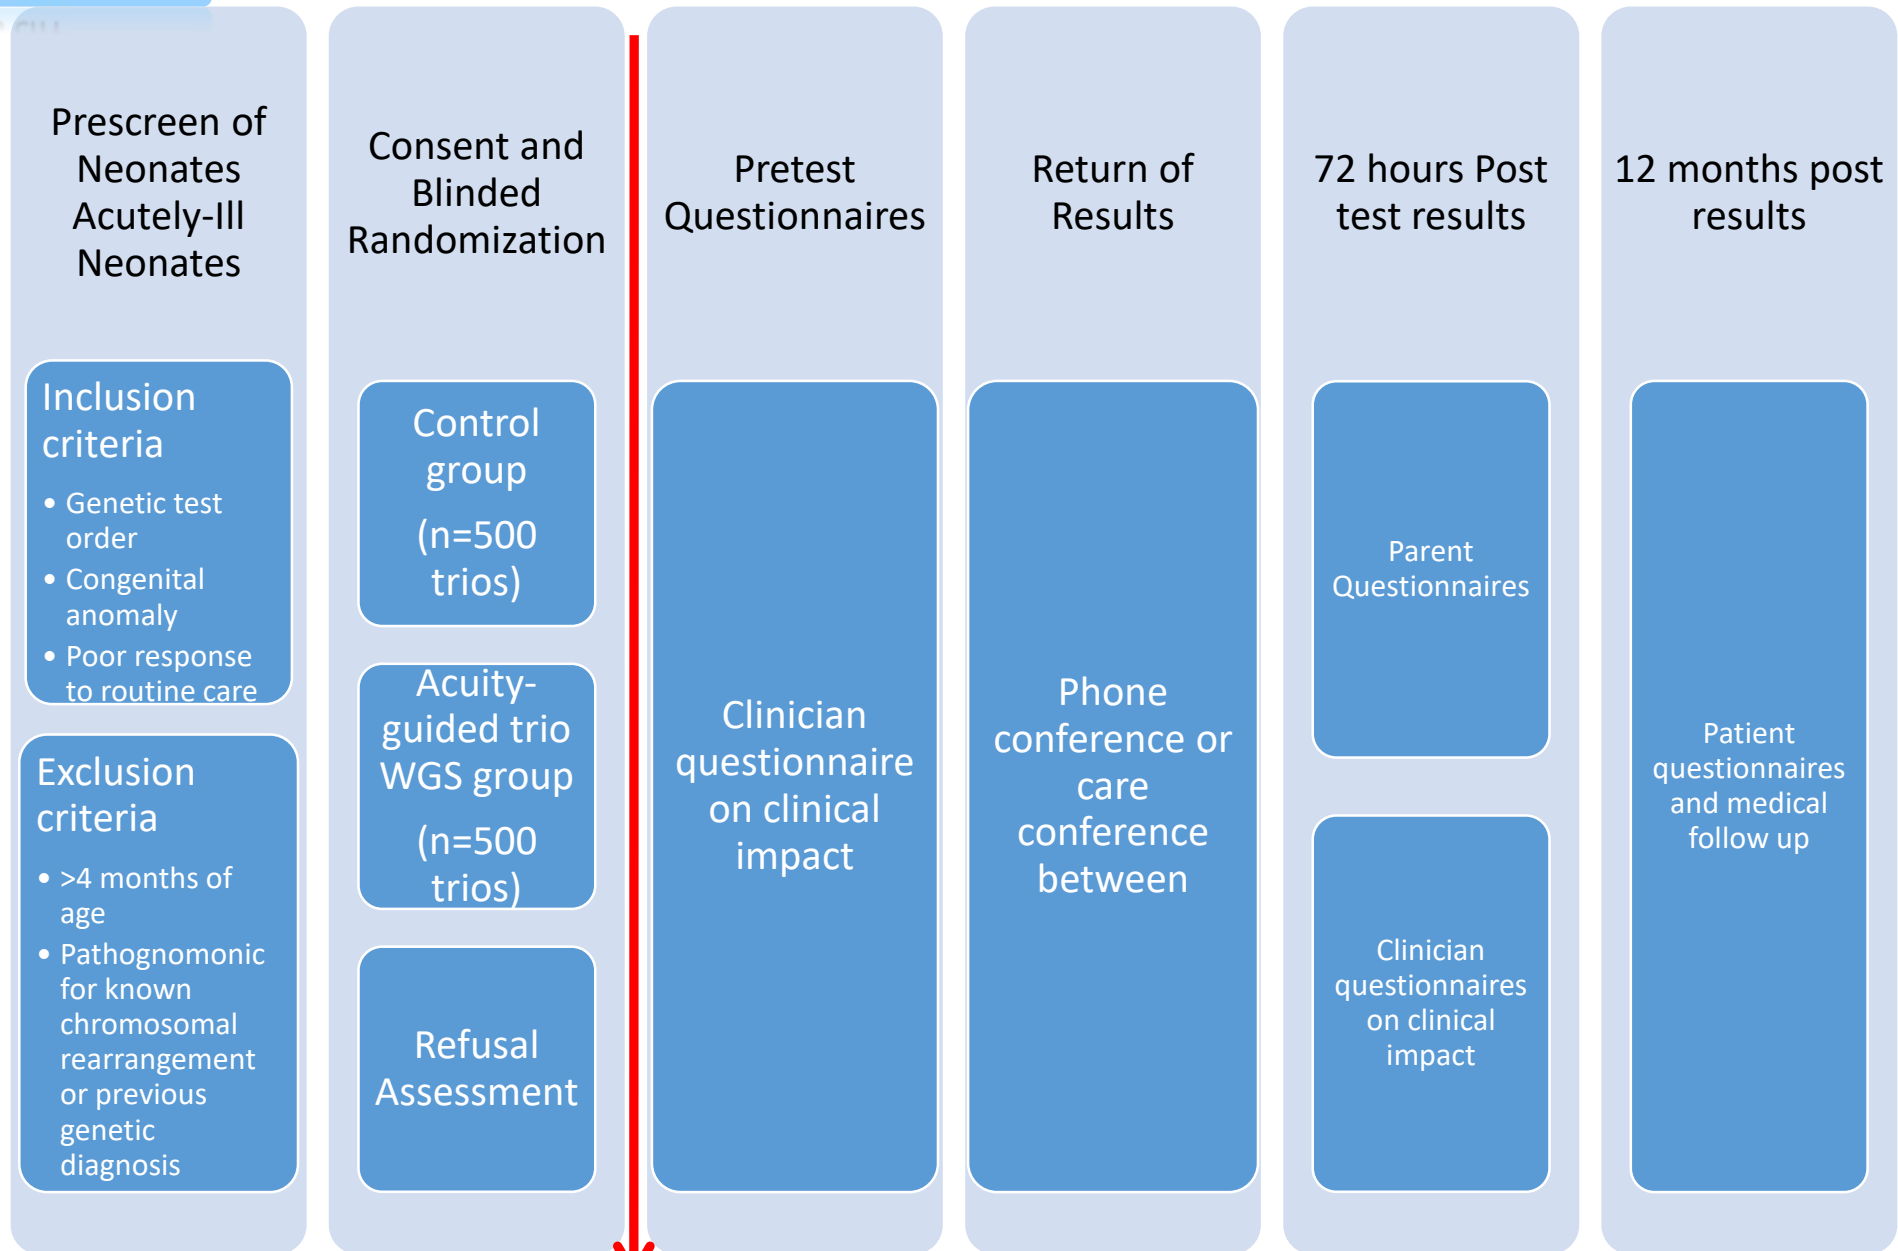 Prescreen of
Neonates
Acutely-Ill
Neonates
Inclusion
criteria
• Genetic test
order
• Congenital
anomaly
• Poor response
to routine care
Exclusion
criteria
• >4 months of
age
• Pathognomonic
for known
chromosomal
rearrangement
or previous
genetic
diagnosis
Consent and
Blinded
Randomization
Control
group
(n=500
trios)
Acuity-
guided trio
WGS group
(n=500
trios)
Refusal
Assessment
Pretest
Questionnaires
Clinician
questionnaire
on clinical
impact
Return of
Results
Phone
conference or
care
conference
between
72 hours Post
test results
Parent
Questionnaires
Clinician
questionnaires
on clinical
impact
12 months post
results
Patient
questionnaires
and medical
follow up